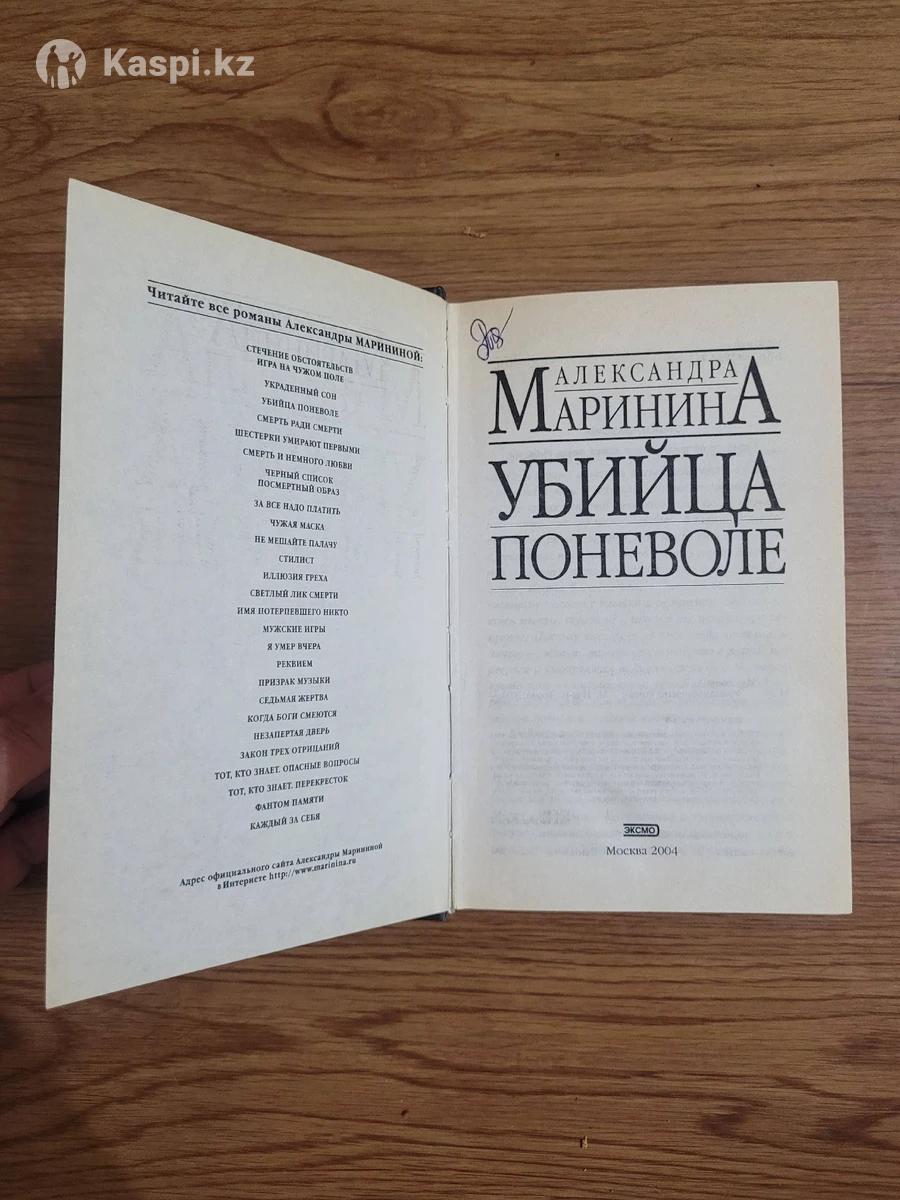 Kaspi.kz
Читайте все романы Александры МАРИНИНОЙ:
СТЕЧЕНИЕ ОБСТОЯТЕЛЬСТВ
ИГРА НА ЧУЖОМ ПОЛЕ
УКРАДЕННЫЙ СОН
УБИЙЦА ПОНЕВОЛЕ
СМЕРТЬ РАДИ СМЕРТИ
ШЕСТЕРКИ УМИРАЮТ ПЕРВЫМИ
СМЕРТЬ И НЕМНОГО ЛЮБВИ
ЧЕРНЫЙ СПИСОК
ПОСМЕРТНЫЙ ОБРАЗ
ЗА ВСЕ НАДО ПЛАТИТЬ
ЧУЖАЯ МАСКА
НЕ МЕШАЙТЕ ПАЛАЧУ
СТИЛИСТ
ИЛЛЮЗИЯ ГРЕХА
СВЕТЛЫЙ ЛИК СМЕРТИ
ИМЯ ПОТЕРПЕВШЕГО НИКТО
МУЖСКИЕ ИГРЫ
Я УМЕР ВЧЕРА
РЕКВИЕМ
ПРИЗРАК МУЗЫКИ
СЕДЬМАЯ ЖЕРТВА
КОГДА БОГИ СМЕЮТСЯ
НЕЗАПЕРТАЯ ДВЕРЬ
ЗАКОН ТРЕХ ОТРИЦАНИЙ
ТОТ, КТО ЗНАЕТ. ОПАСНЫЕ ВОПРОСЫ
ТОТ, КТО ЗНАЕТ. ПЕРЕКРЕСТОК
ФАНТОМ ПАМЯТИ
КАЖДЫЙ ЗА СЕБЯ
Адрес официального сайта Александры Марининой
в Интернете http://www.marinina.ru
АЛЕКСАНДРА
МАРИНИНА
УБИЙЦА
ПОНЕВОЛЕ
ЭКСМО
Москва 2004